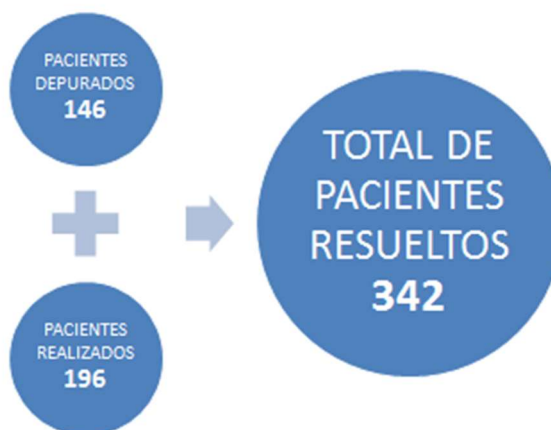 PACIENTES
DEPURADOS
146
PACIENTES
REALIZADOS
196
TOTAL DE
PACIENTES
RESUELTOS
342